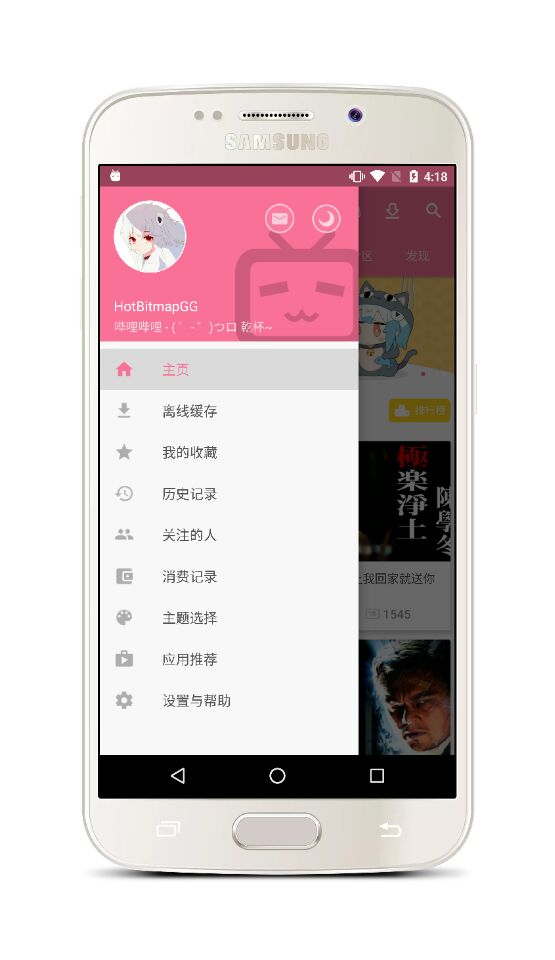 SAMSUNG
4:18
发现
HotBitmapGG
哔哩哔哩 - ( ゜- ゜)つロ 乾杯~
主页
离线缓存
我的收藏
历史记录
关注的人
消费记录
主题选择
应用推荐
设置与帮助
排行榜
極
楽淨土
陳學冬
上我回家就送你
1545